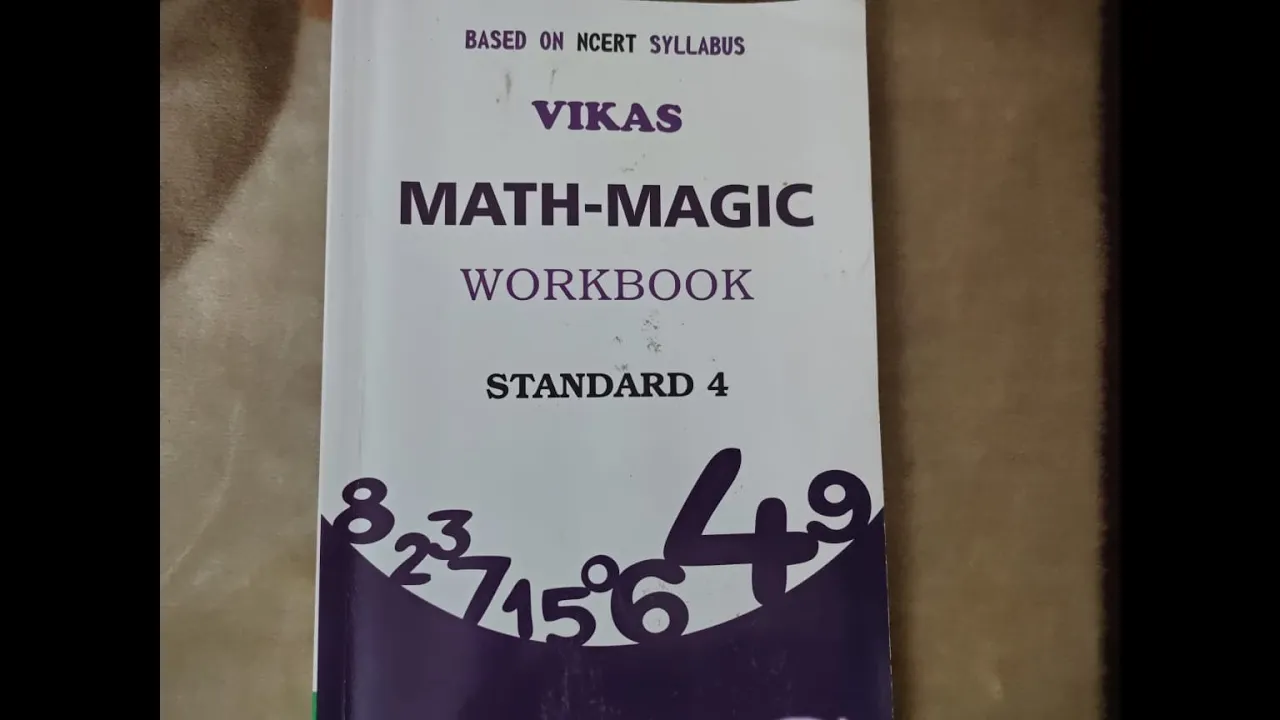 BASED ON NCERT SYLLABUS
VIKAS
MATH-MAGIC
WORKBOOK
STANDARD 4
8 2 3 7 1 5 0 6 4 9